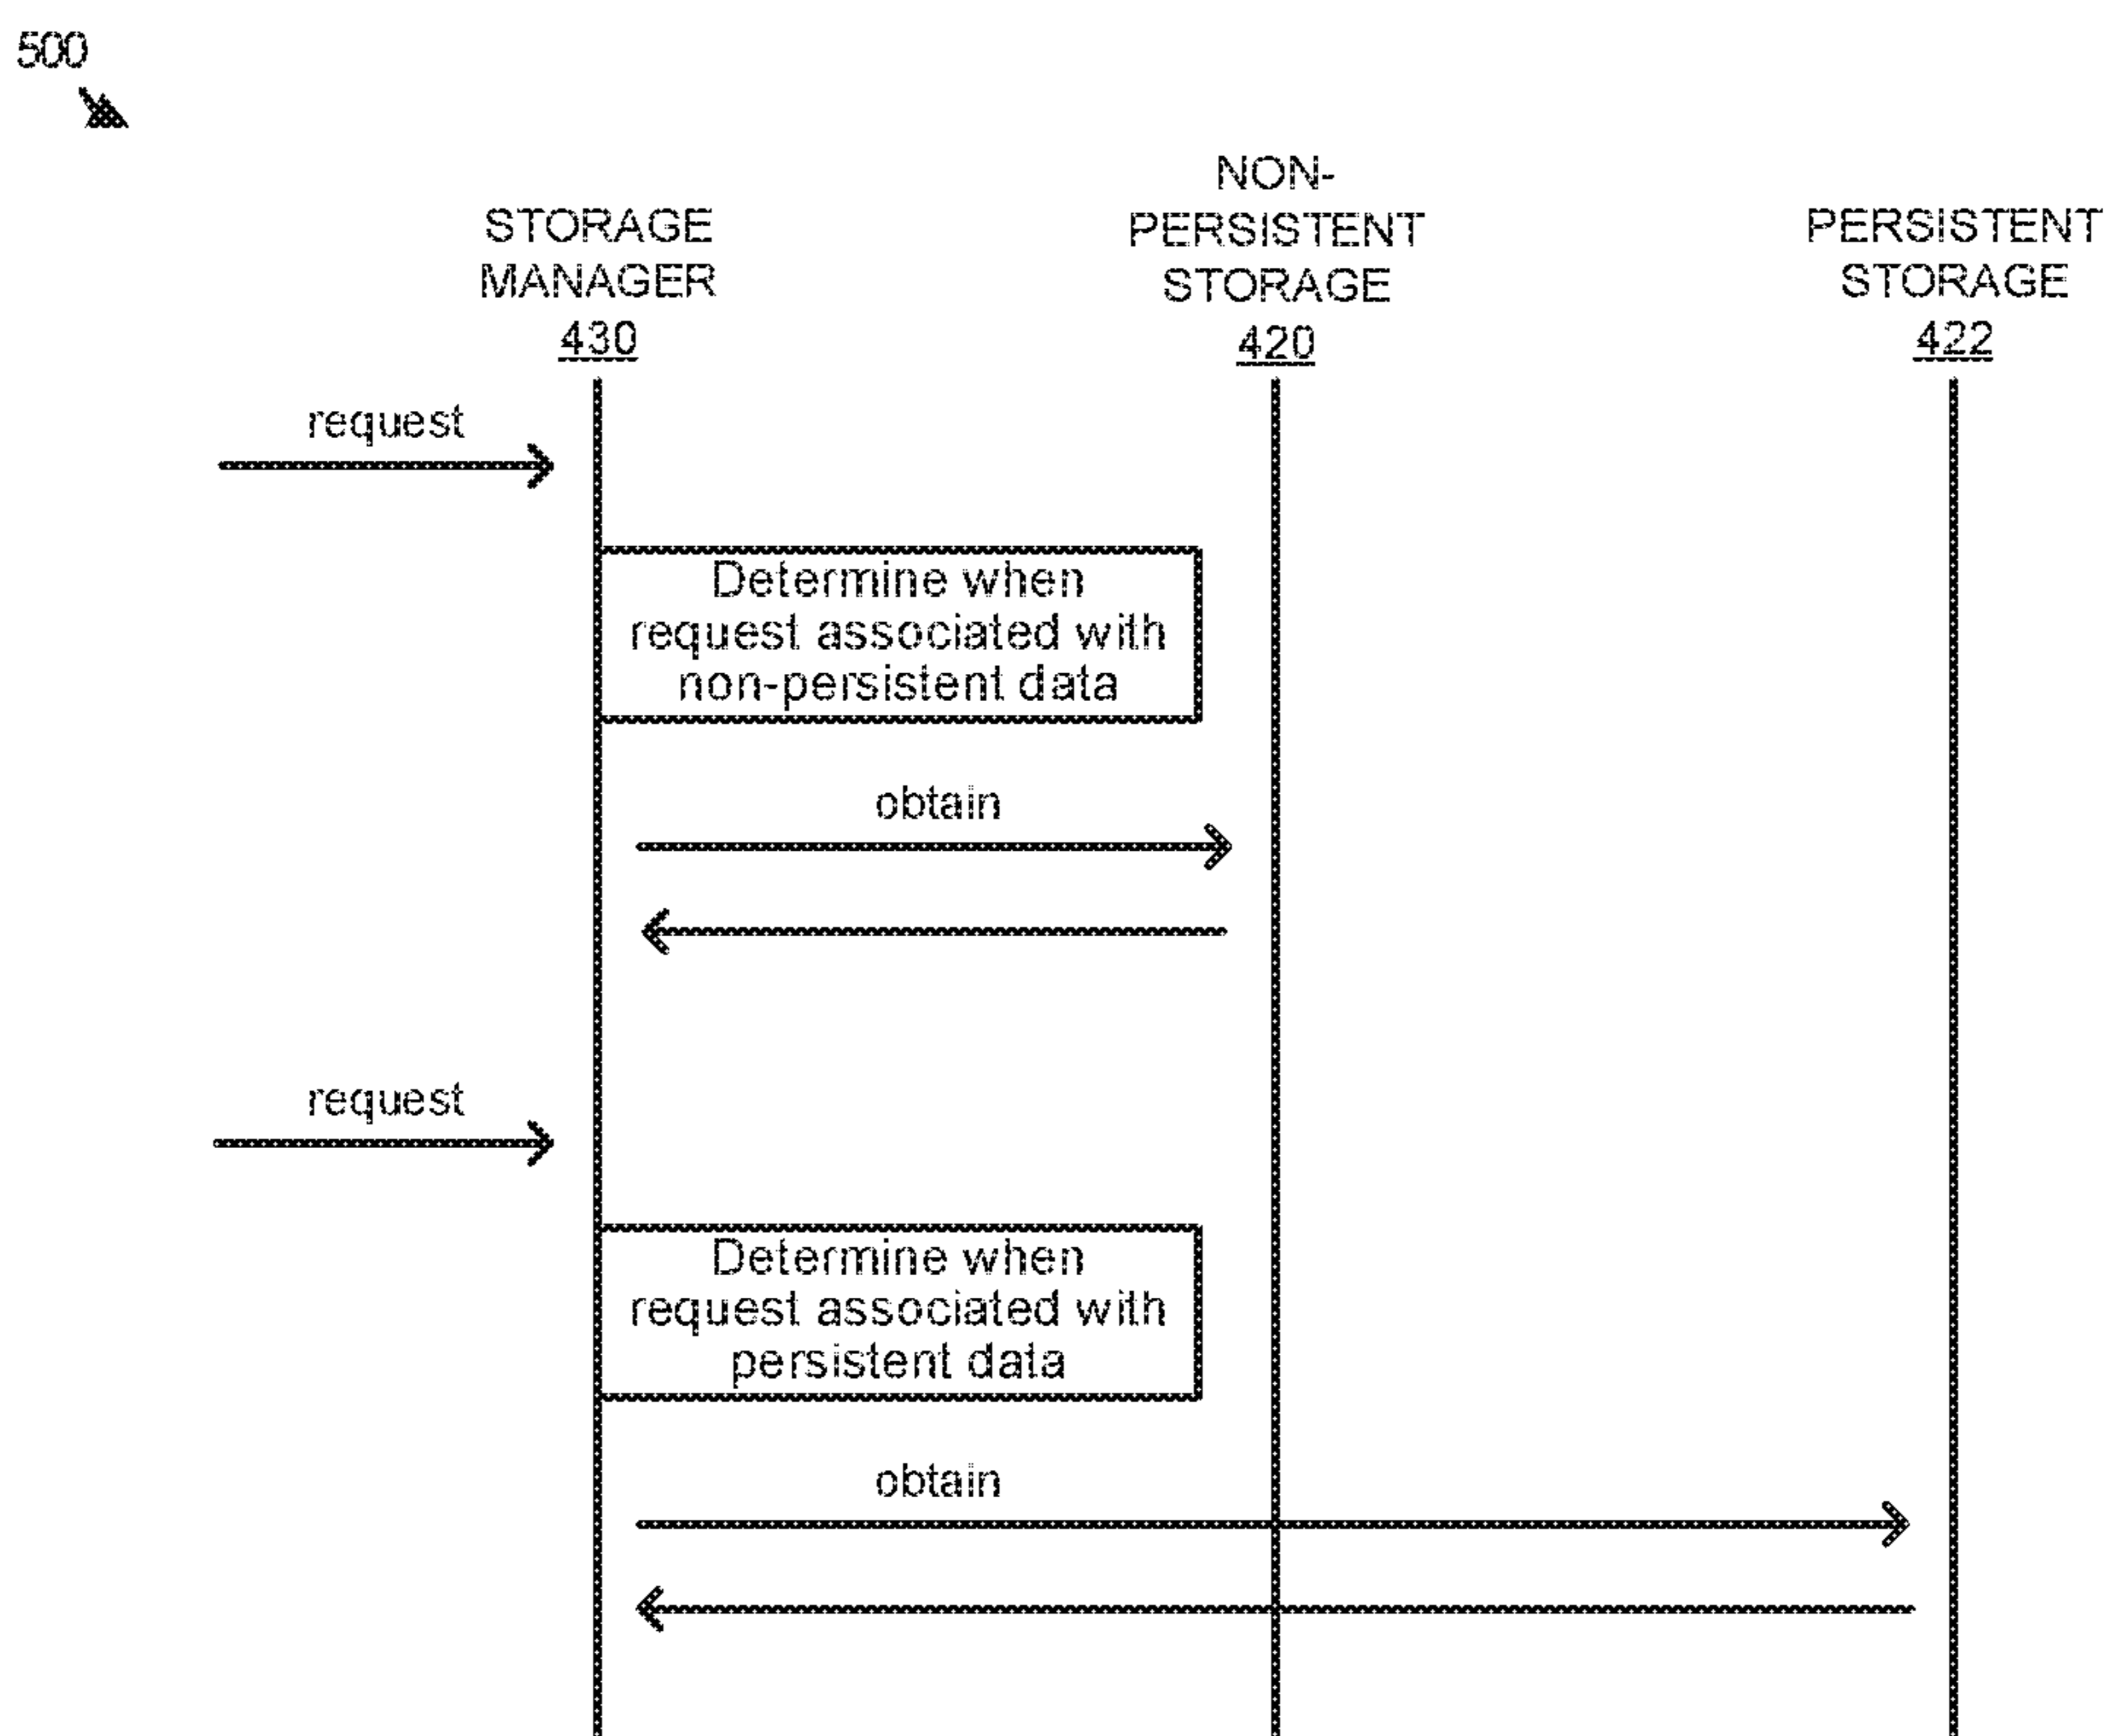 500
STORAGE
MANAGER
430
NON-
PERSISTENT
STORAGE
420
PERSISTENT
STORAGE
422
request
Determine when
request associated with
non-persistent data
obtain
request
Determine when
request associated with
persistent data
obtain